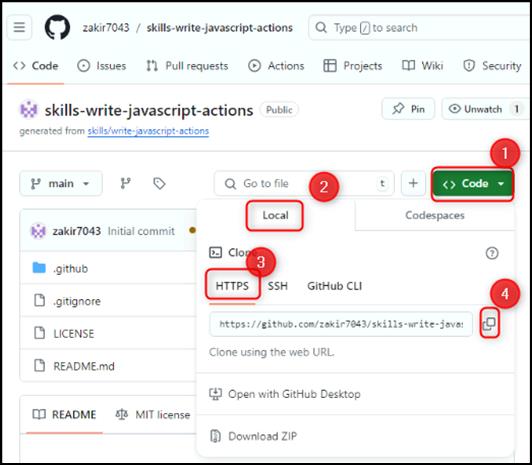 zakir7043 / skills-write-javascript-actions
Type / to search
Code Issues Pull requests Actions Projects Wiki Security
skills-write-javascript-actions Public
Pin Unwatch 1
generated from skills/write-javascript-actions
1
main Go to file t + Code
2
Local Codespaces
zakir7043 Initial commit
Clone
3
.github
HTTPS SSH GitHub CLI
4
.gitignore
https://github.com/zakir7043/skills-write-javas
LICENSE
Clone using the web URL.
README.md
Open with GitHub Desktop
README MIT license
Download ZIP